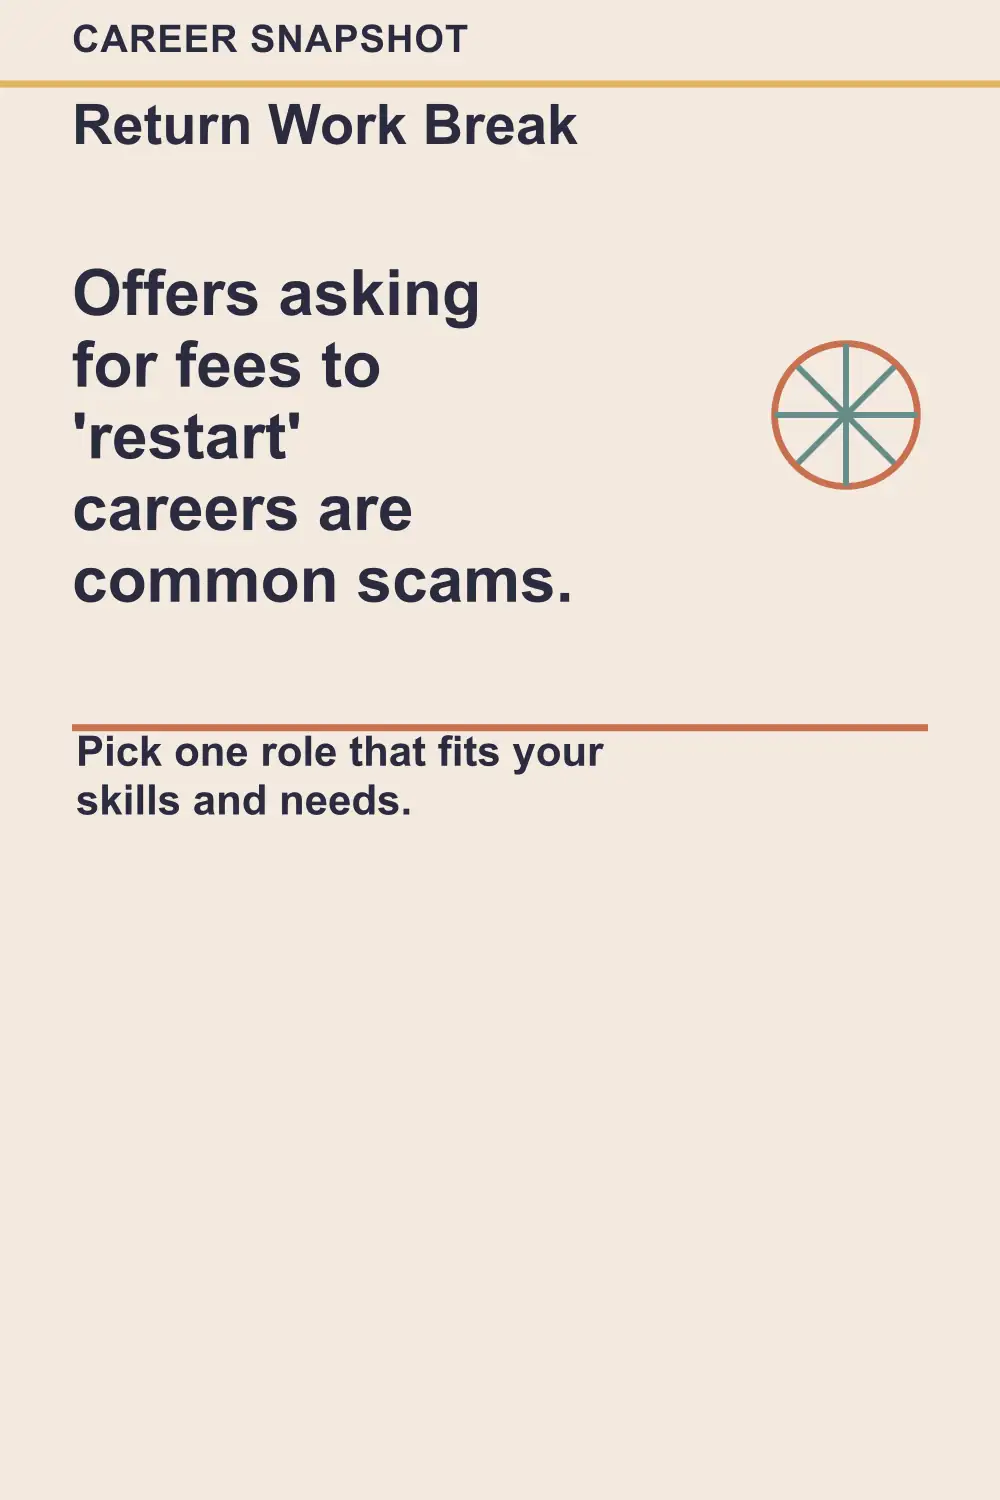 CAREER SNAPSHOT
Return Work Break
Offers asking
for fees to
'restart'
careers are
common scams.
Pick one role that fits your
skills and needs.